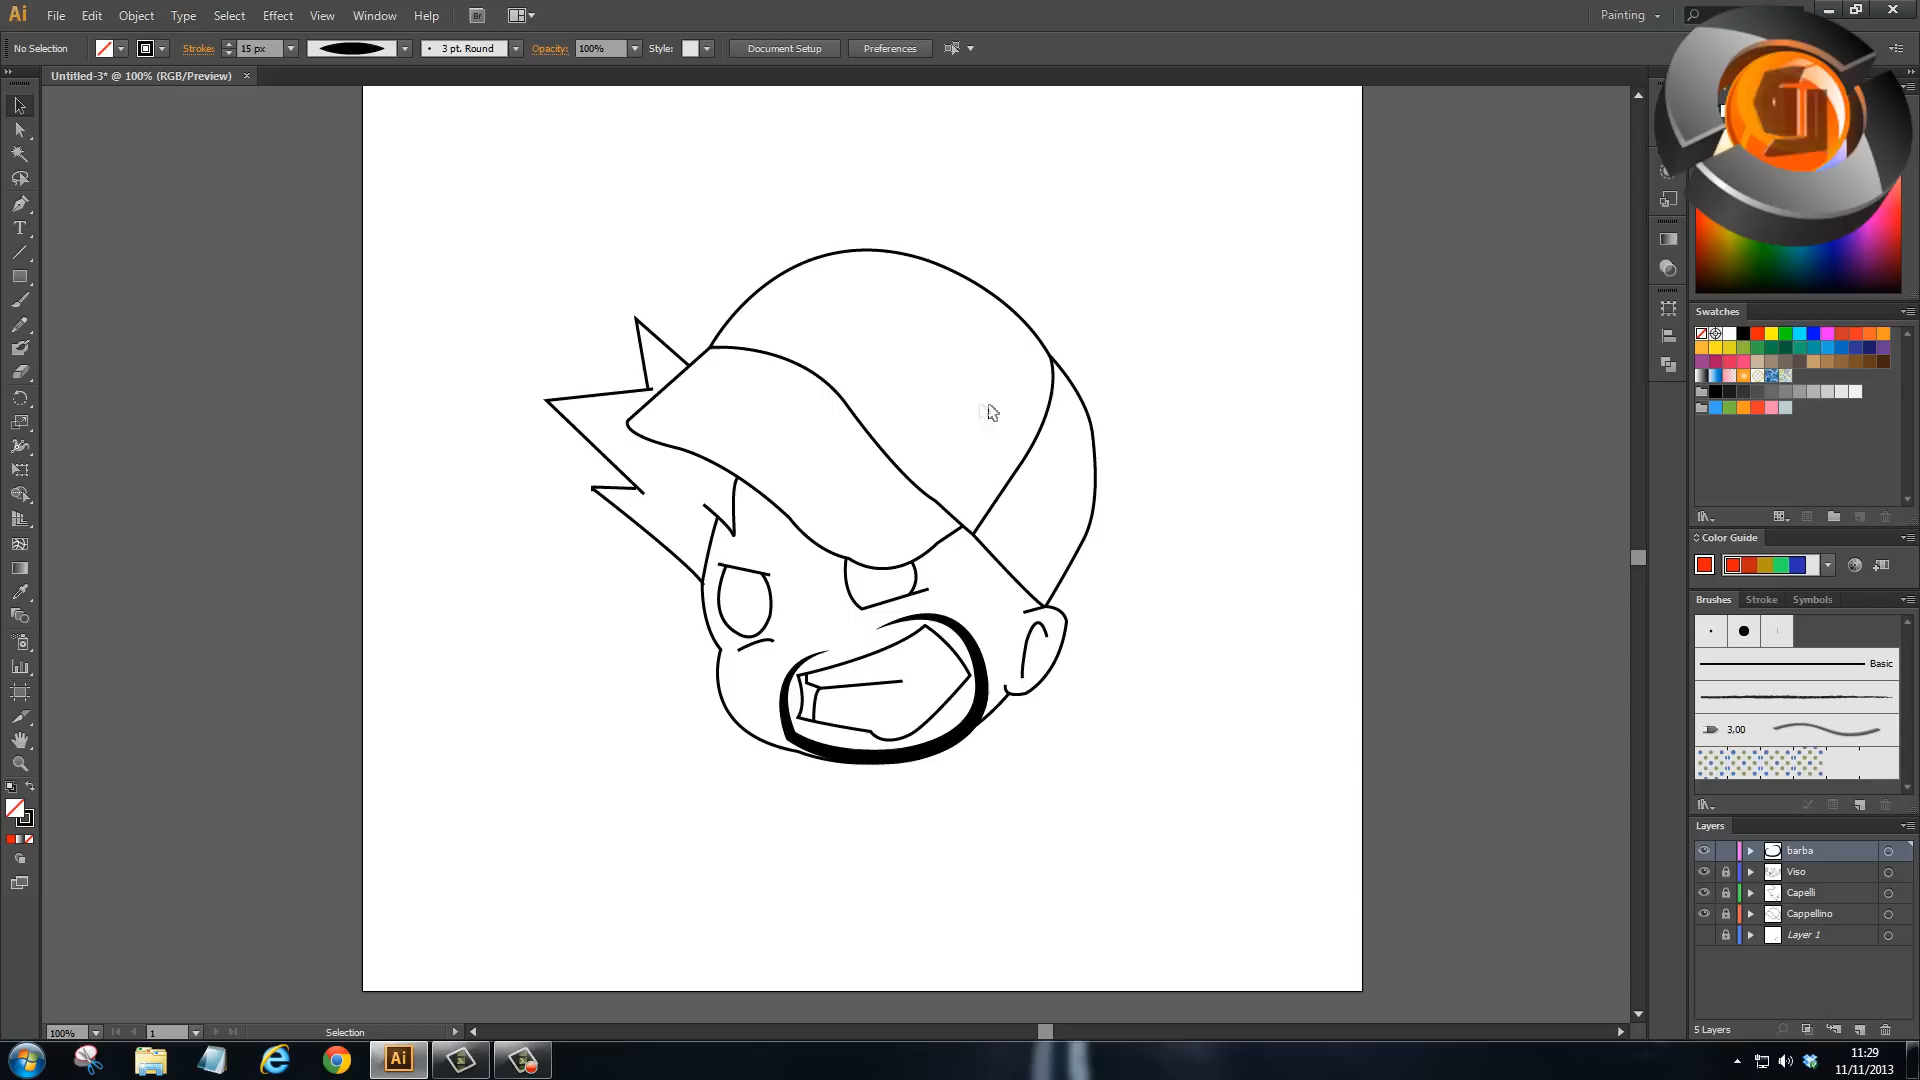 Ai File Edit Object Type Select Effect View Window Help Br Painting
No Selection Stroke: 15 px 3 pt. Round Opacity: 100% Style: Document Setup Preferences
Untitled-3* @ 100% (RGB/Preview) ×
Swatches
Color Guide
Brushes Stroke Symbols
Basic
3,00
Layers
barba
Viso
Capelli
Cappellino
Layer 1
100% 1 Selection 5 Layers
Ai
11:29
11/11/2013